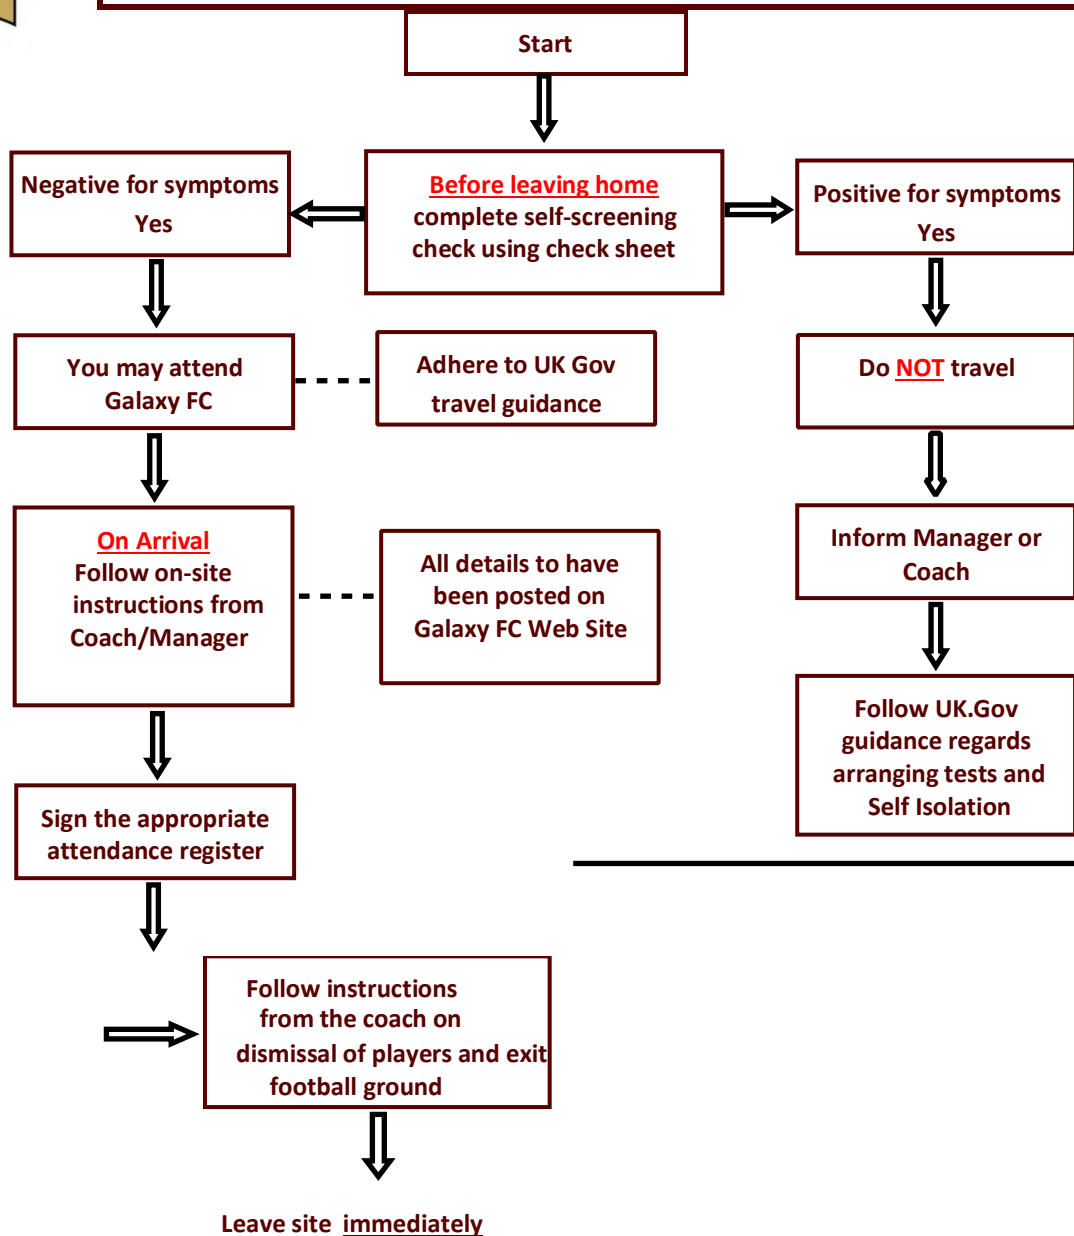 Start
Before leaving home
complete self-screening
check using check sheet
Negative for symptoms
Yes
Positive for symptoms
Yes
You may attend
Galaxy FC
Adhere to UK Gov
travel guidance
Do NOT travel
On Arrival
Follow on-site
instructions from
Coach/Manager
All details to have
been posted on
Galaxy FC Web Site
Inform Manager or
Coach
Follow UK.Gov
guidance regards
arranging tests and
Self Isolation
Sign the appropriate
attendance register
Follow instructions
from the coach on
dismissal of players and exit
football ground
Leave site immediately